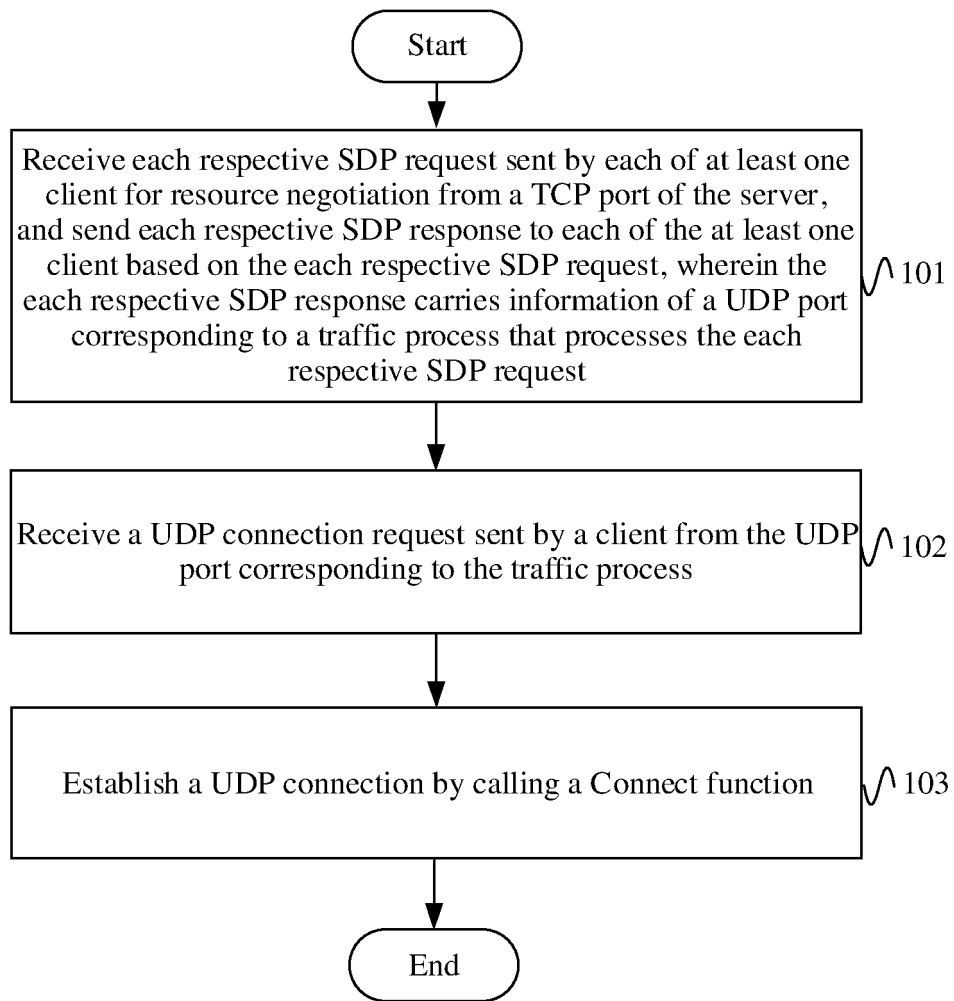 Start
Receive each respective SDP request sent by each of at least one
client for resource negotiation from a TCP port of the server,
and send each respective SDP response to each of the at least one
client based on the each respective SDP request, wherein the
each respective SDP response carries information of a UDP port
corresponding to a traffic process that processes the each
respective SDP request
101
Receive a UDP connection request sent by a client from the UDP
port corresponding to the traffic process
102
Establish a UDP connection by calling a Connect function
103
End